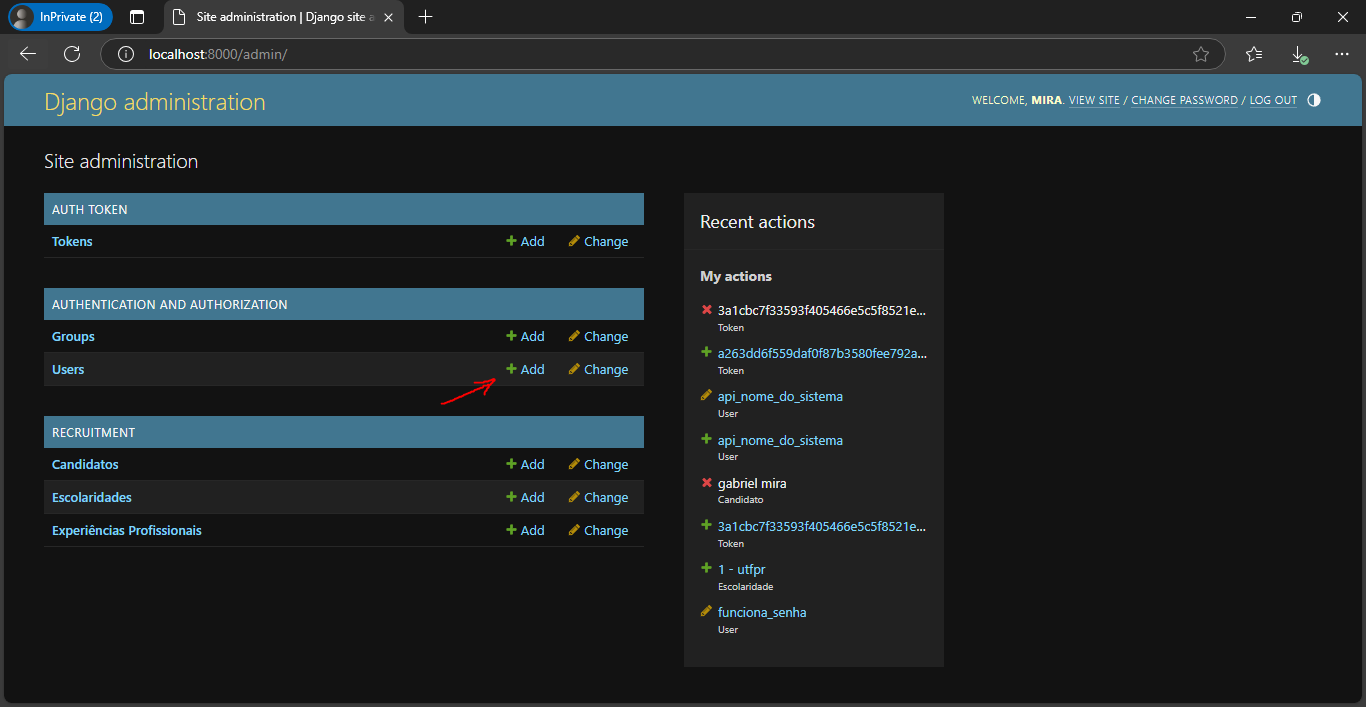 InPrivate (2)
Site administration | Django site a
localhost:8000/admin/
Django administration
WELCOME, MIRA. VIEW SITE / CHANGE PASSWORD / LOG OUT
Site administration
AUTH TOKEN
Tokens Add Change
AUTHENTICATION AND AUTHORIZATION
Groups Add Change
Users Add Change
RECRUITMENT
Candidatos Add Change
Escolaridades Add Change
Experiências Profissionais Add Change
Recent actions
My actions
3a1cbc7f33593f405466e5c5f8521e...
Token
a263dd6f559daf0f87b3580fee792a...
Token
api_nome_do_sistema
User
api_nome_do_sistema
User
gabriel mira
Candidato
3a1cbc7f33593f405466e5c5f8521e...
Token
1 - utfpr
Escolaridade
funciona_senha
User